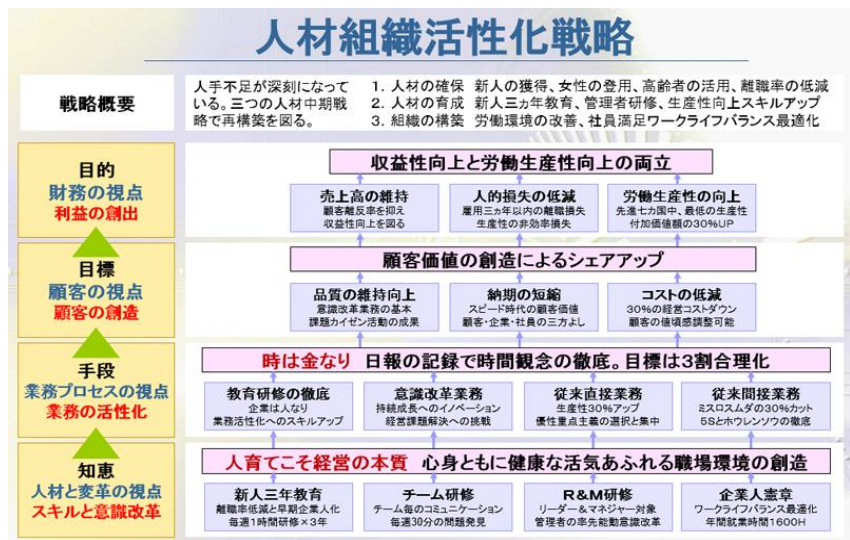 人材組織活性化戦略
戦略概要
人手不足が深刻になって
いる。三つの人材中期戦
略で再構築を図る。
1. 人材の確保 新人の獲得、女性の登用、高齢者の活用、離職率の低減
2. 人材の育成 新人三ヵ年教育、管理者研修、生産性向上スキルアップ
3. 組織の構築 労働環境の改善、社員満足ワークライフバランス最適化
目的
財務の視点
利益の創出
収益性向上と労働生産性向上の両立
売上高の維持
顧客離反率を抑え
収益性向上を図る
人的損失の低減
雇用三ヵ年以内の離職損失
生産性の非効率損失
労働生産性の向上
先進七カ国中、最低の生産性
付加価値額の30%UP
目標
顧客の視点
顧客の創造
顧客価値の創造によるシェアアップ
品質の維持向上
意識改革業務の基本
課題カイゼン活動の成果
納期の短縮
スピード時代の顧客価値
顧客・企業・社員の三方よし
コストの低減
30%の経営コストダウン
顧客の値頃感調整可能
手段
業務プロセスの視点
業務の活性化
時は金なり 日報の記録で時間観念の徹底。目標は3割合理化
教育研修の徹底
企業は人なり
業務活性化へのスキルアップ
意識改革業務
持続成長へのイノベーション
経営課題解決への挑戦
従来直接業務
生産性30%アップ
優性重点主義の選択と集中
従来間接業務
ミスロスムダの30%カット
5Sとホウレンソウの徹底
知恵
人材と変革の視点
スキルと意識改革
人育てこそ経営の本質 心身ともに健康な活気あふれる職場環境の創造
新人三年教育
離職率低減と早期企業人化
毎週1時間研修×3年
チーム研修
チーム毎のコミュニケーション
毎週30分の問題発見
R&M研修
リーダー&マネジャー対象
管理者の率先能動意識改革
企業人憲章
ワークライフバランス最適化
年間就業時間1600H